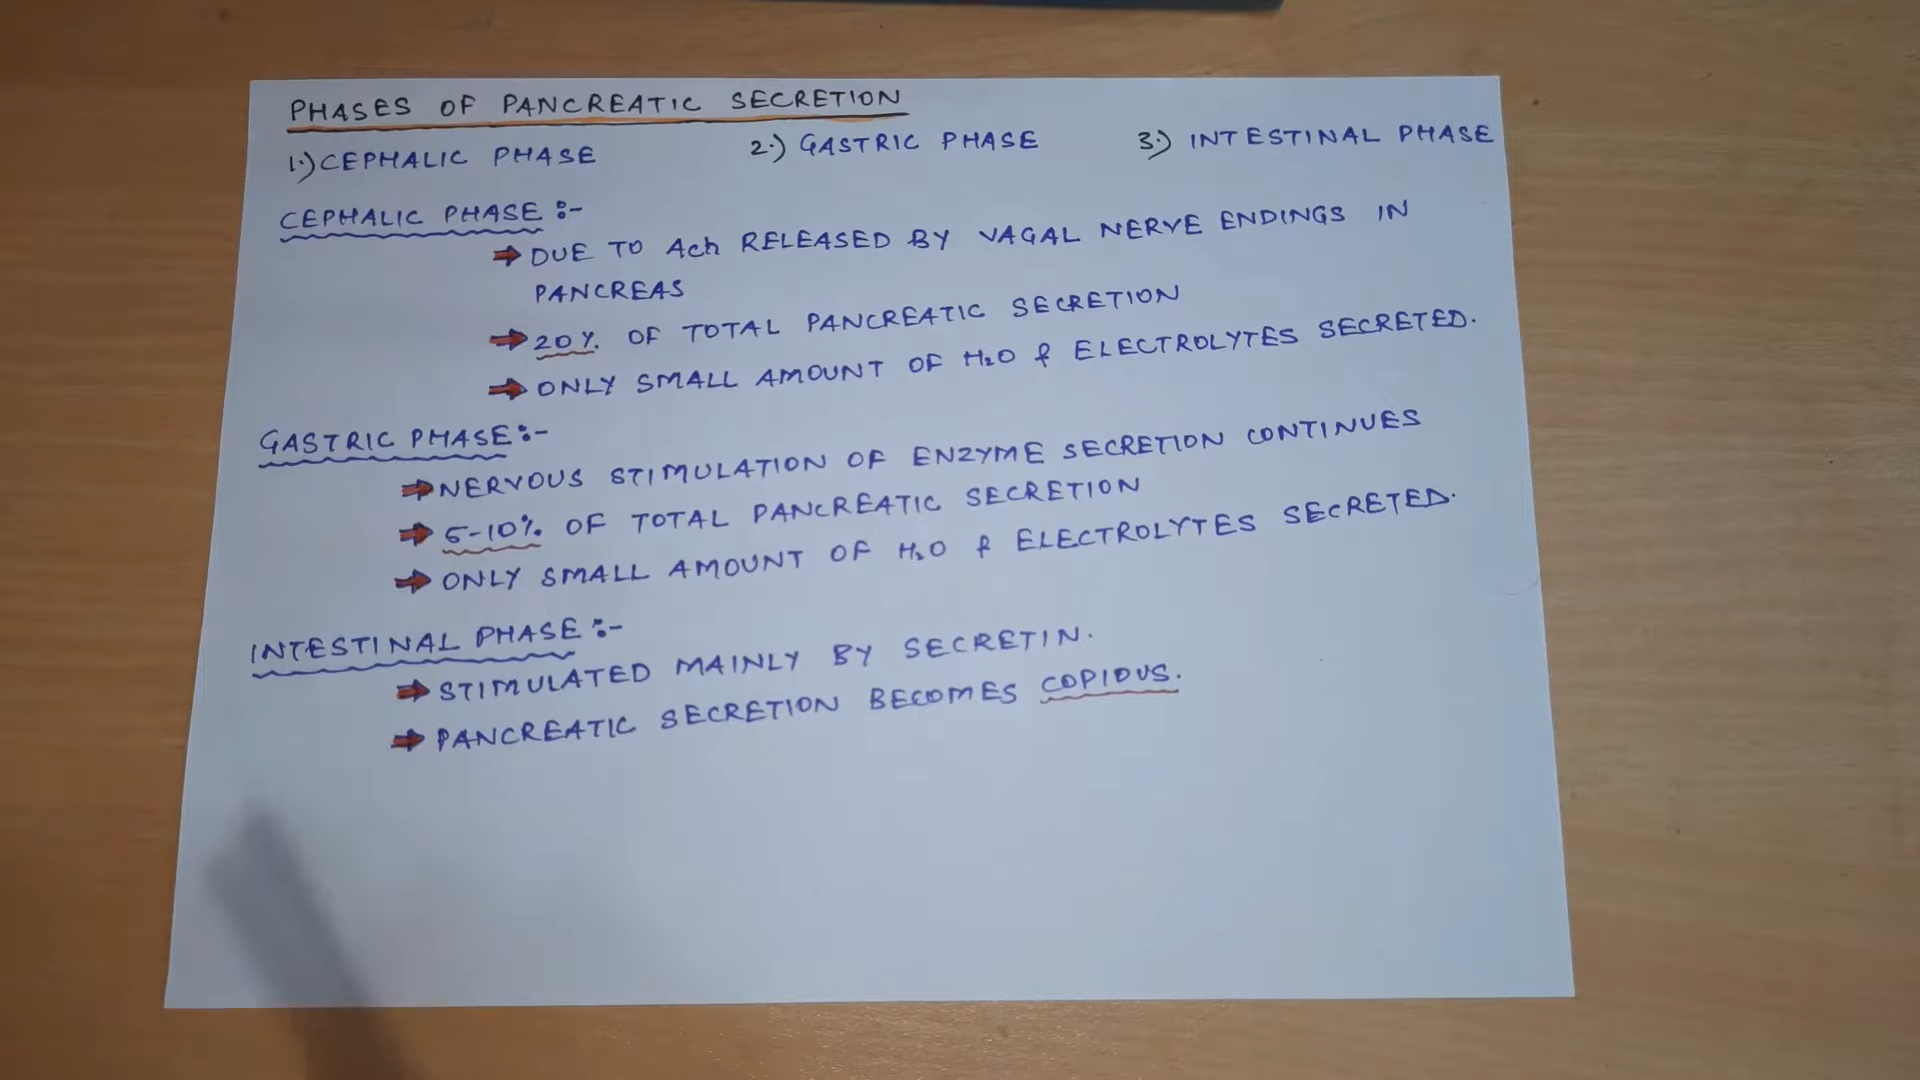 PHASES OF PANCREATIC SECRETION
1.) CEPHALIC PHASE 2.) GASTRIC PHASE 3.) INTESTINAL PHASE
CEPHALIC PHASE :-
→ DUE TO Ach RELEASED BY VAGAL NERVE ENDINGS IN
PANCREAS
→ 20% OF TOTAL PANCREATIC SECRETION
→ ONLY SMALL AMOUNT OF H₂O & ELECTROLYTES SECRETED.
GASTRIC PHASE :-
→ NERVOUS STIMULATION OF ENZYME SECRETION CONTINUES
→ 5-10% OF TOTAL PANCREATIC SECRETION
→ ONLY SMALL AMOUNT OF H₂O & ELECTROLYTES SECRETED.
INTESTINAL PHASE :-
→ STIMULATED MAINLY BY SECRETIN.
→ PANCREATIC SECRETION BECOMES COPIOUS.